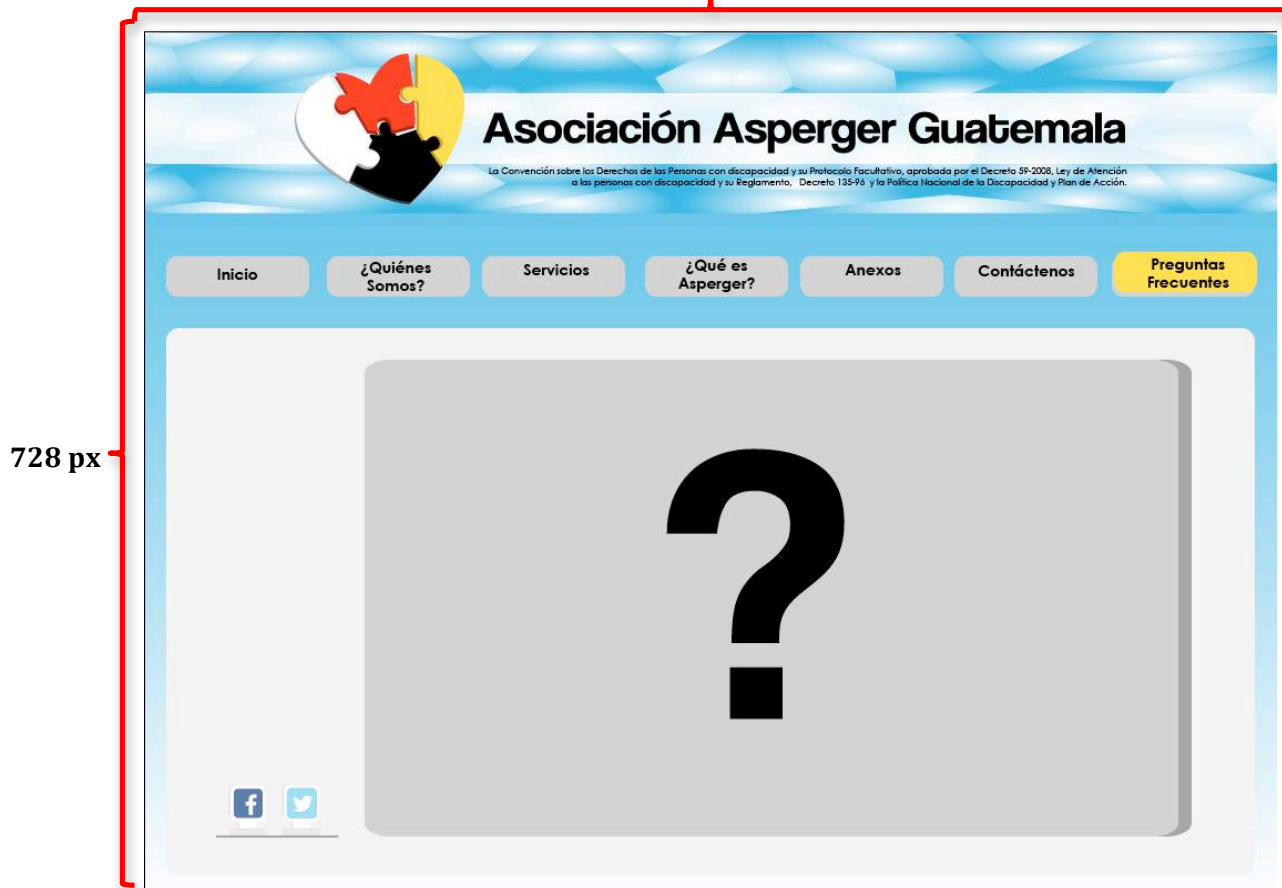 Asociación Asperger Guatemala
La Convención sobre los Derechos de las Personas con discapacidad y su Protocolo Facultativo, aprobada por el Decreto 59-2008, Ley de Atención
a las personas con discapacidad y su Reglamento, Decreto 135-96 y la Política Nacional de la Discapacidad y Plan de Acción.
Inicio
¿Quiénes
Somos?
Servicios
¿Qué es
Asperger?
Anexos
Contáctenos
Preguntas
Frecuentes
728 px
?
f